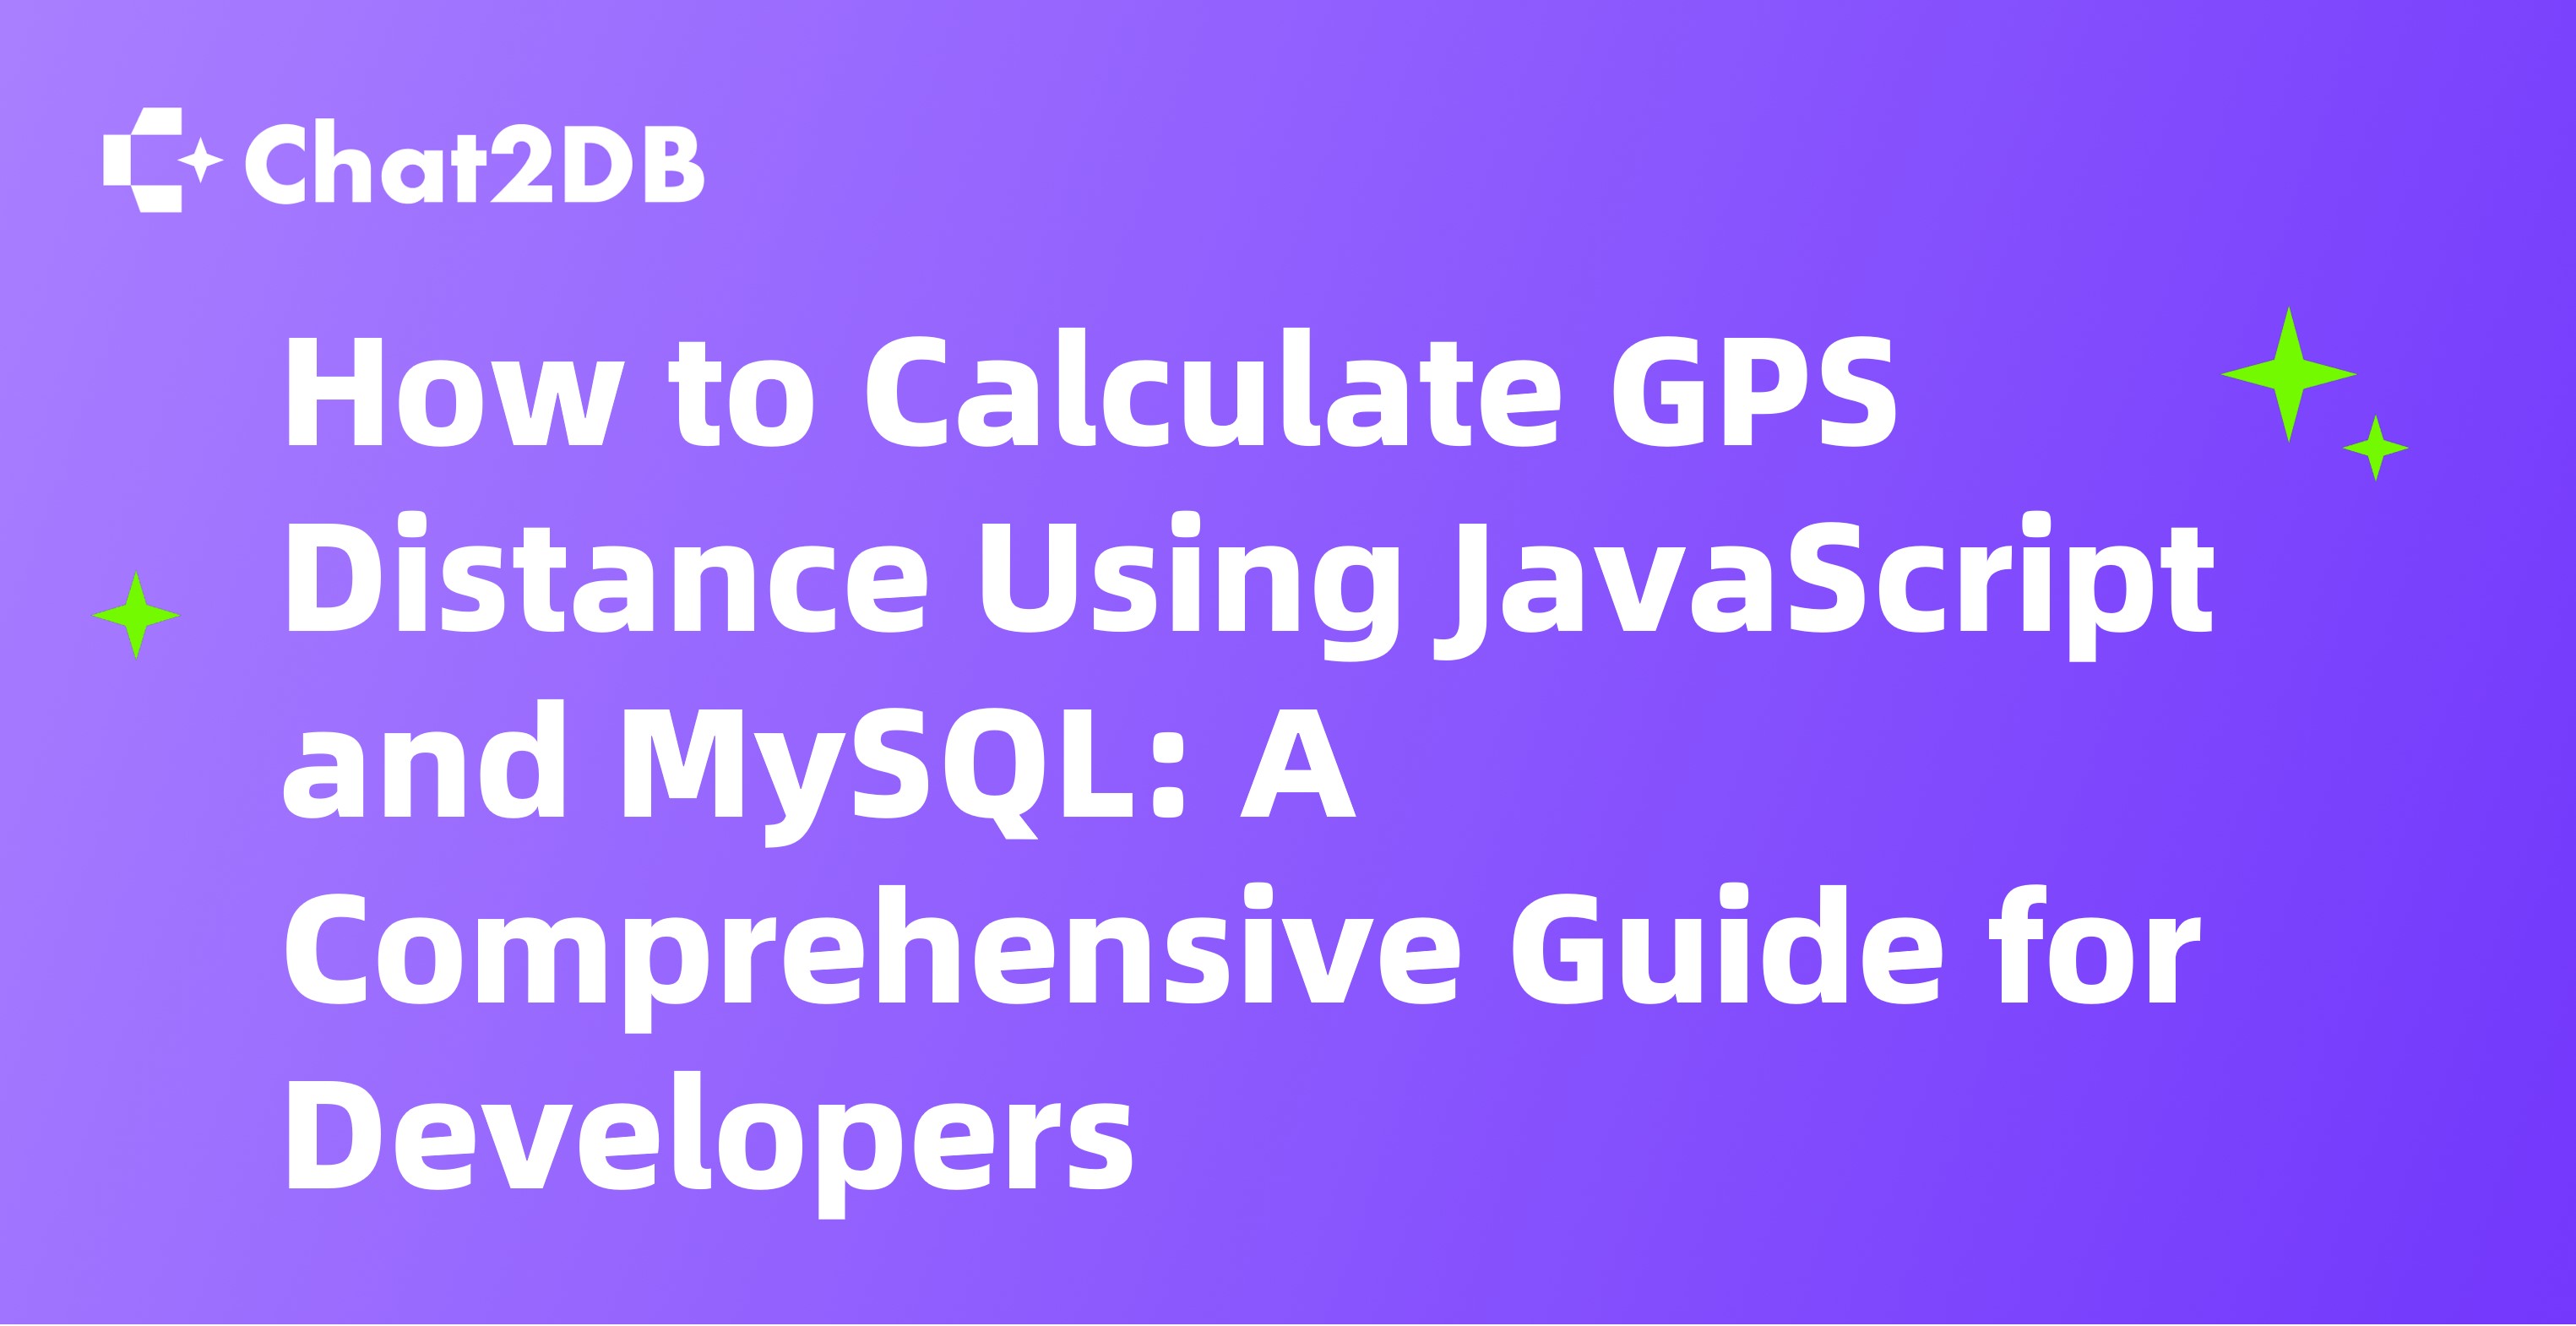 Chat2DB
How to Calculate GPS
Distance Using JavaScript
and MySQL: A
Comprehensive Guide for
Developers